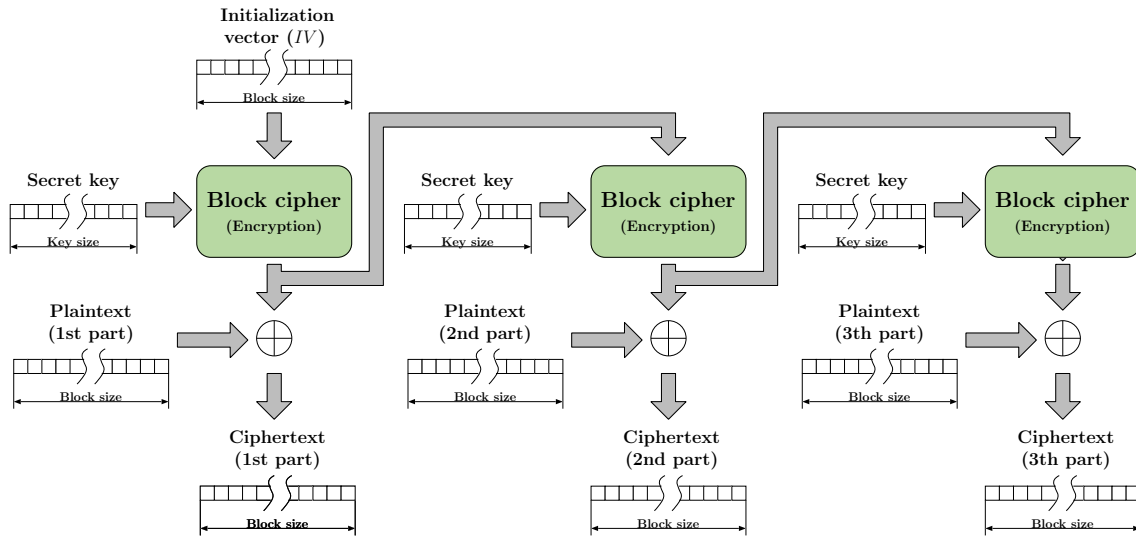 Initialization
vector (IV)
Block size
Secret key
Key size
Block cipher
(Encryption)
Secret key
Key size
Block cipher
(Encryption)
Secret key
Key size
Block cipher
(Encryption)
Plaintext
(1st part)
Block size
Plaintext
(2nd part)
Block size
Plaintext
(3th part)
Block size
Ciphertext
(1st part)
Block size
Ciphertext
(2nd part)
Block size
Ciphertext
(3th part)
Block size